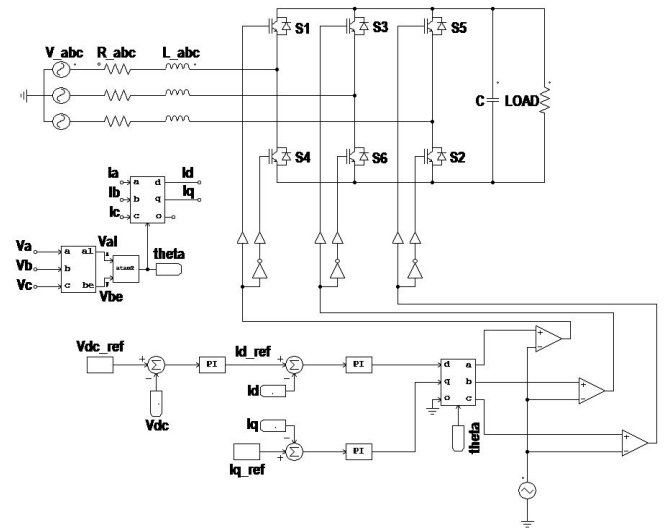 S1 S3 S5
V_abc R_abc L_abc
C LOAD
S4 S6 S2
Ia a d Id
Ib b q Iq
Ic c o
Va a al Val
Vb b atan2 theta
Vc c be Vbe
Vdc_ref + PI Id_ref + PI d a
Id q b
Vdc Iq o c
PI theta
Iq_ref +